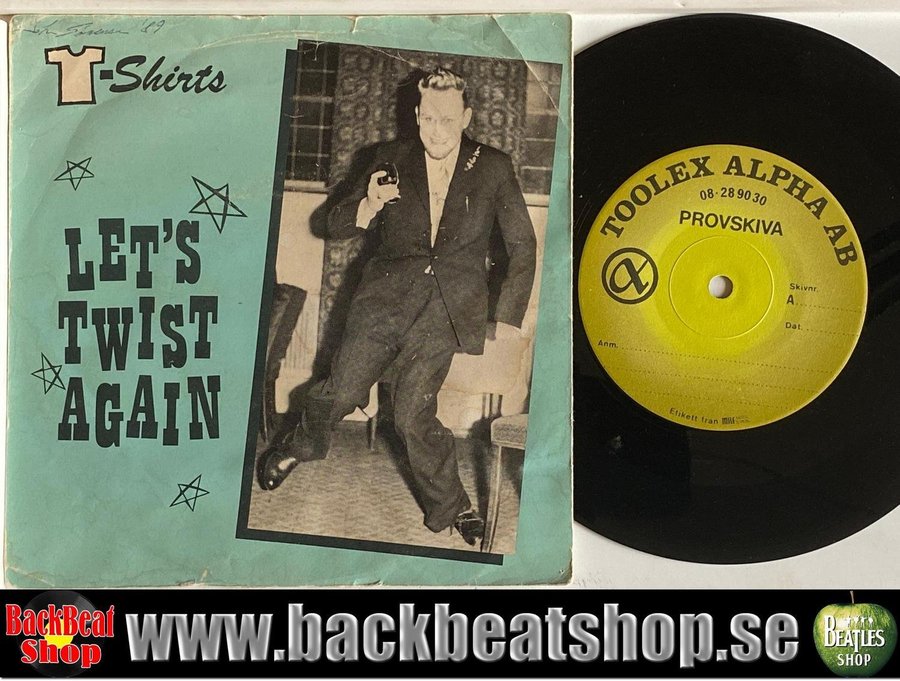 '89
T-Shirts
LET'S
TWIST
AGAIN
TOOLEX ALPHA AB
08-28 90 30
PROVSKIVA
Skivnr.
A
Dat.
Anm.
Etikett från
BackBeat
Shop
www.backbeatshop.se
BEATLES
SHOP